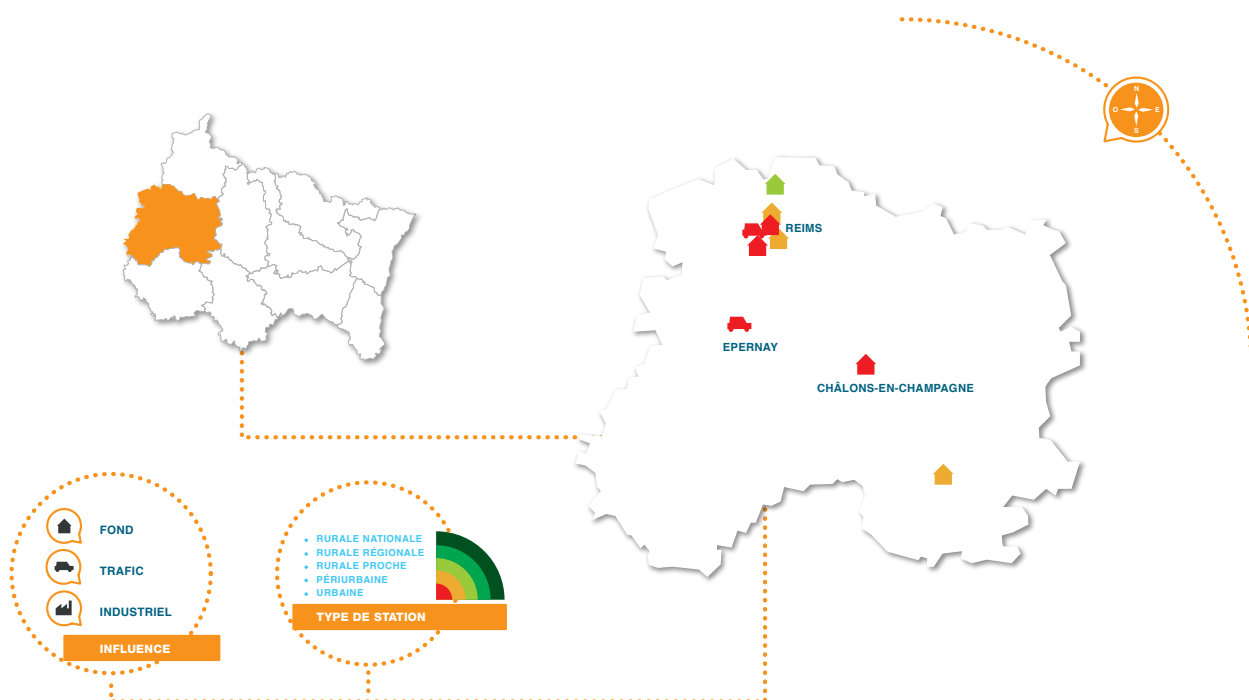 N
O E
S
REIMS
EPERNAY
CHÂLONS-EN-CHAMPAGNE
FOND
TRAFIC
INDUSTRIEL
INFLUENCE
• RURALE NATIONALE
• RURALE RÉGIONALE
• RURALE PROCHE
• PÉRIURBAINE
• URBAINE
TYPE DE STATION